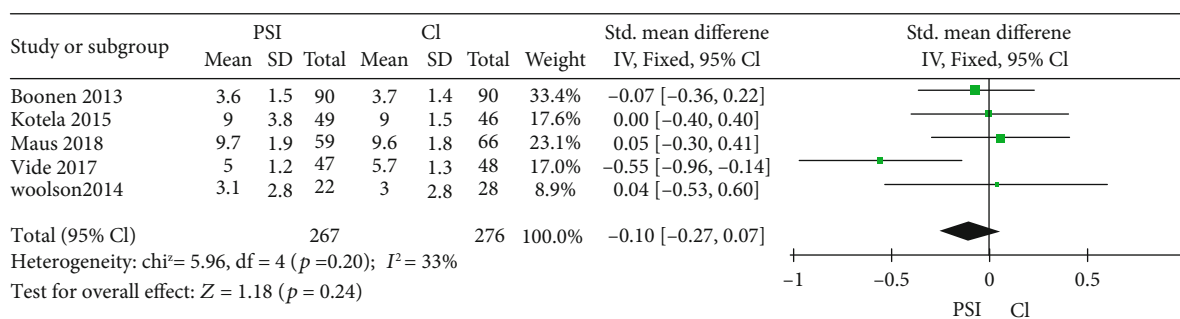 PSI Cl Std. mean differene Std. mean differene
Study or subgroup Mean SD Total Mean SD Total Weight IV, Fixed, 95% Cl IV, Fixed, 95% Cl
Boonen 2013 3.6 1.5 90 3.7 1.4 90 33.4% −0.07 [−0.36, 0.22]
Kotela 2015 9 3.8 49 9 1.5 46 17.6% 0.00 [−0.40, 0.40]
Maus 2018 9.7 1.9 59 9.6 1.8 66 23.1% 0.05 [−0.30, 0.41]
Vide 2017 5 1.2 47 5.7 1.3 48 17.0% −0.55 [−0.96, −0.14]
woolson2014 3.1 2.8 22 3 2.8 28 8.9% 0.04 [−0.53, 0.60]
Total (95% Cl) 267 276 100.0% −0.10 [−0.27, 0.07]
Heterogeneity: chiᶻ= 5.96, df = 4 (p =0.20); I² = 33%
Test for overall effect: Z = 1.18 (p = 0.24)
−1 −0.5 0 0.5
PSI Cl